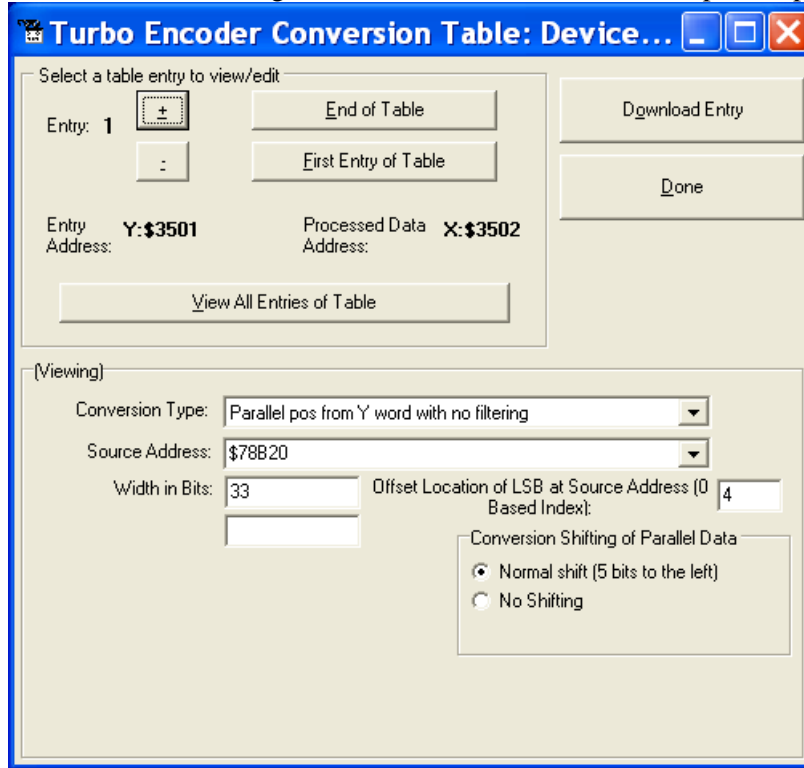 Turbo Encoder Conversion Table: Device...
Select a table entry to view/edit
Entry: 1
+
End of Table
Download Entry
-
First Entry of Table
Done
Entry Address: Y:$3501
Processed Data Address: X:$3502
View All Entries of Table
(Viewing)
Conversion Type: Parallel pos from Y word with no filtering
Source Address: $78B20
Width in Bits: 33
Offset Location of LSB at Source Address (0
Based Index): 4
Conversion Shifting of Parallel Data
Normal shift (5 bits to the left)
No Shifting